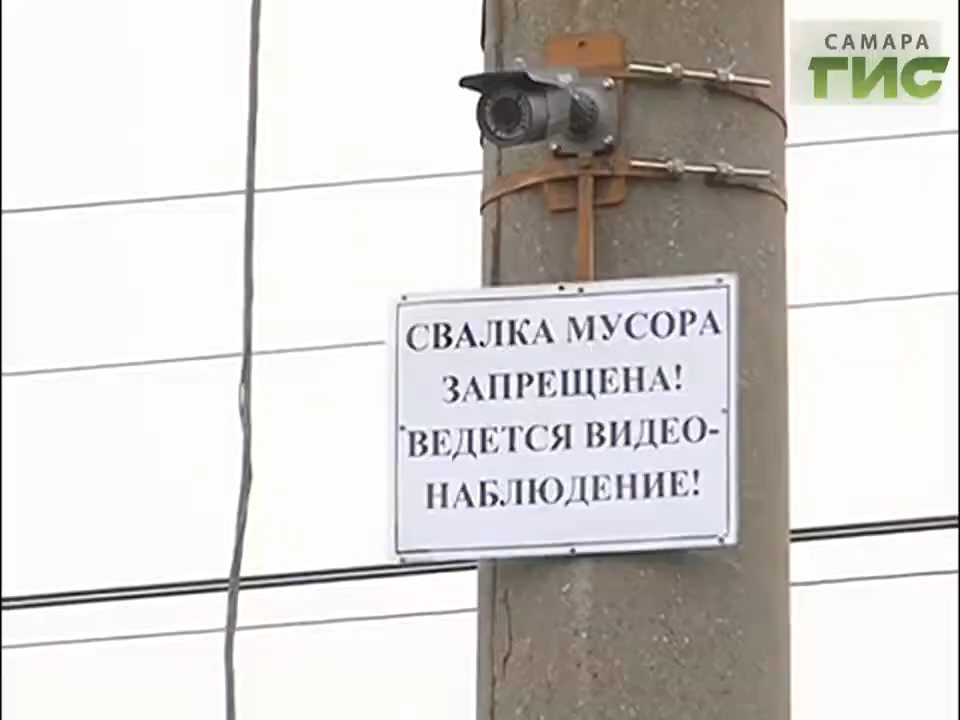 САМАРА
ГИС
СВАЛКА МУСОРА
ЗАПРЕЩЕНА!
ВЕДЕТСЯ ВИДЕО-
НАБЛЮДЕНИЕ!